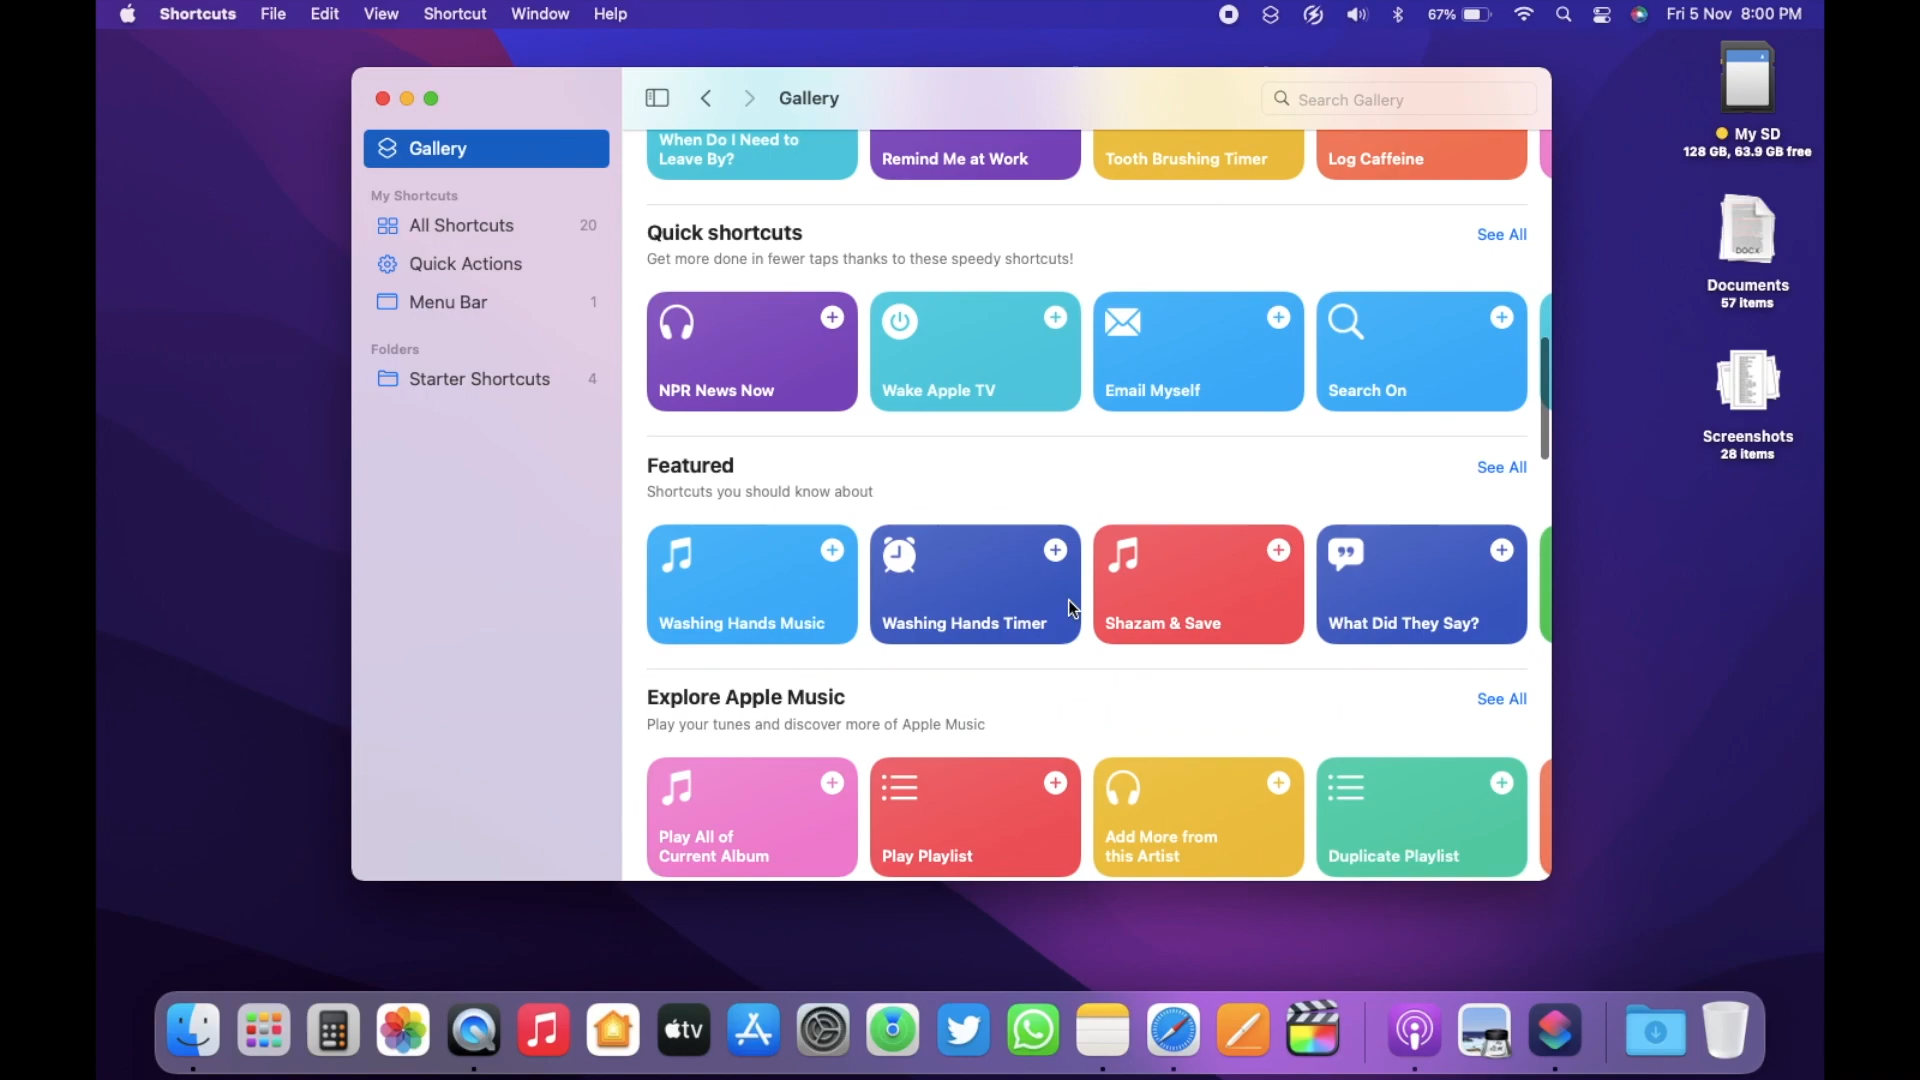 Shortcuts File Edit View Shortcut Window Help 67% Fri 5 Nov 8:00 PM
Gallery
Search Gallery
Gallery
My Shortcuts
All Shortcuts 20
Quick Actions
Menu Bar 1
Folders
Starter Shortcuts 4
When Do I Need to
Leave By?
Remind Me at Work
Tooth Brushing Timer
Log Caffeine
Quick shortcuts
See All
Get more done in fewer taps thanks to these speedy shortcuts!
NPR News Now
Wake Apple TV
Email Myself
Search On
Featured
See All
Shortcuts you should know about
Washing Hands Music
Washing Hands Timer
Shazam & Save
What Did They Say?
Explore Apple Music
See All
Play your tunes and discover more of Apple Music
Play All of
Current Album
Play Playlist
Add More from
this Artist
Duplicate Playlist
My SD
128 GB, 63.9 GB free
DOCX
Documents
57 items
Screenshots
28 items
tv